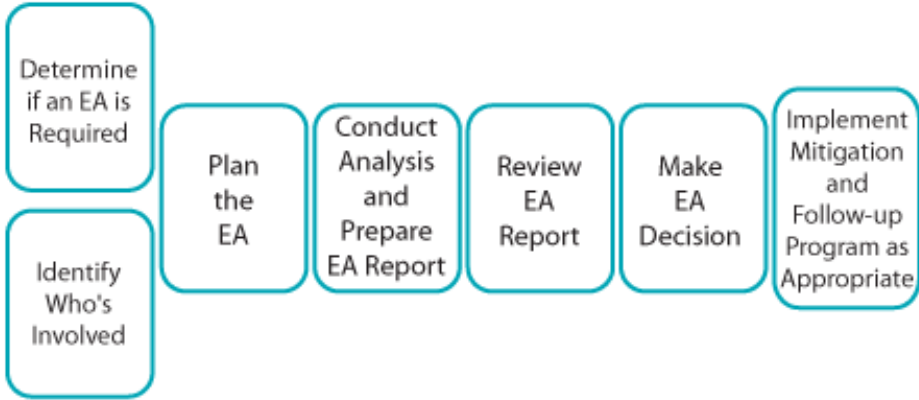 Determine
if an EA is
Required
Identify
Who's
Involved
Plan
the
EA
Conduct
Analysis
and
Prepare
EA Report
Review
EA
Report
Make
EA
Decision
Implement
Mitigation
and
Follow-up
Program as
Appropriate